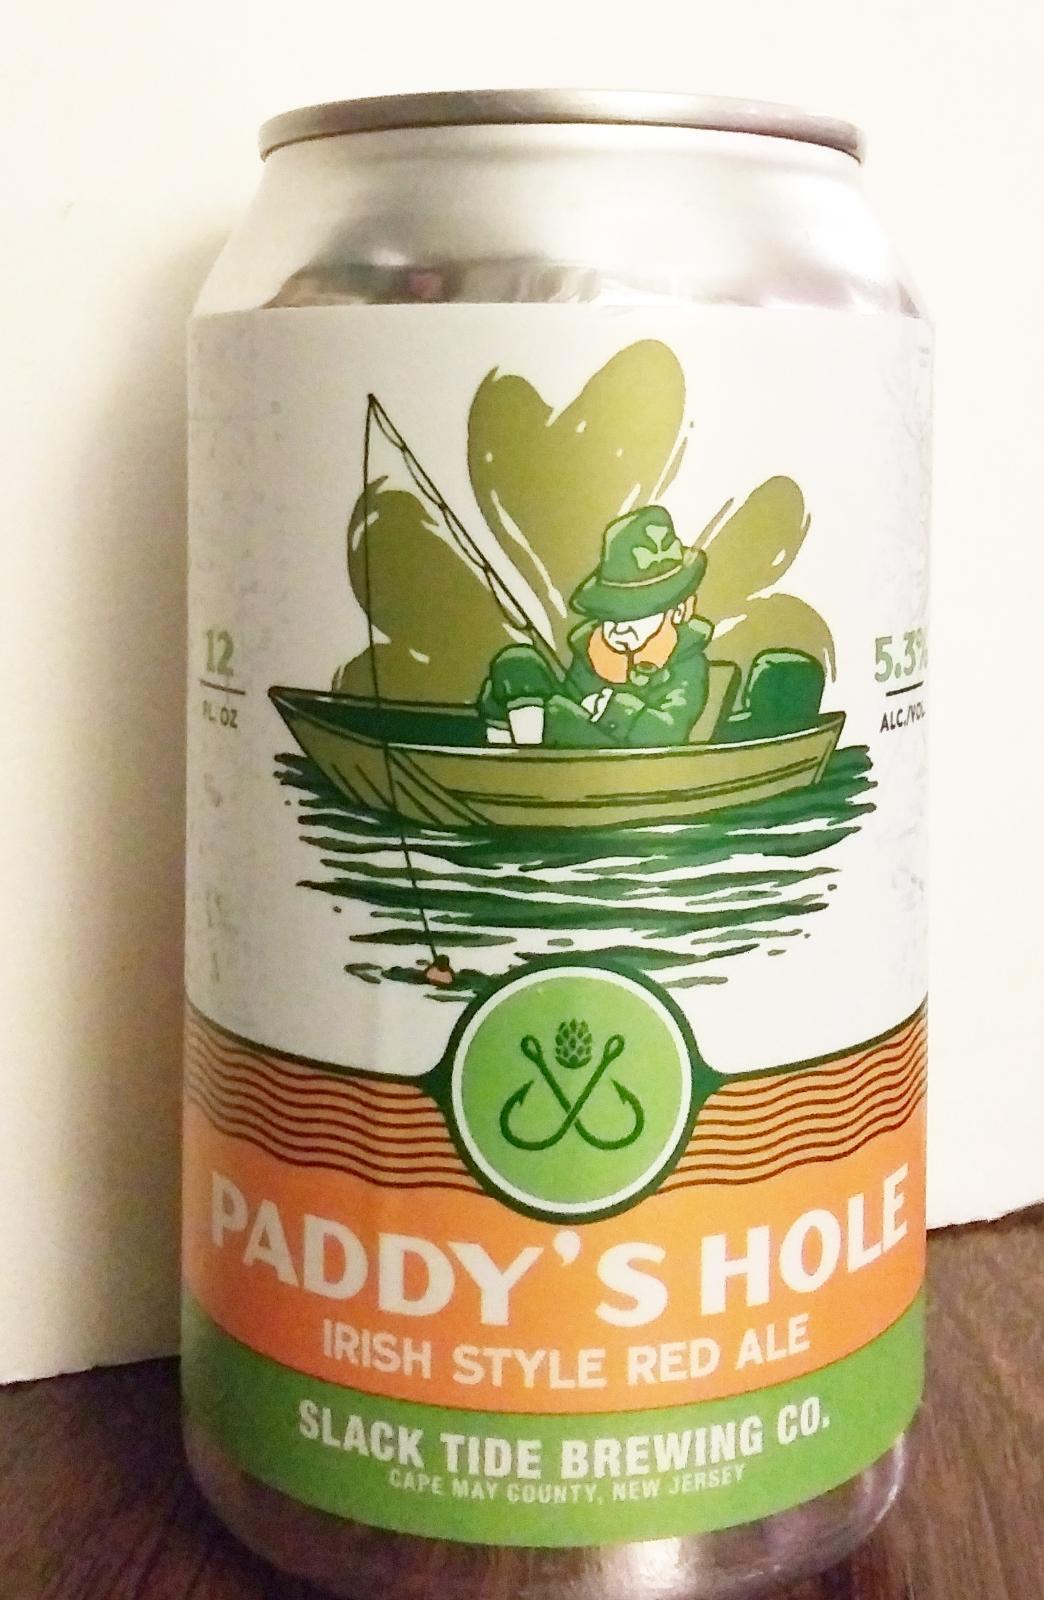 12
FL. OZ
5.3%
ALC./VOL
PADDY'S HOLE
IRISH STYLE RED ALE
SLACK TIDE BREWING CO.
CAPE MAY COUNTY, NEW JERSEY